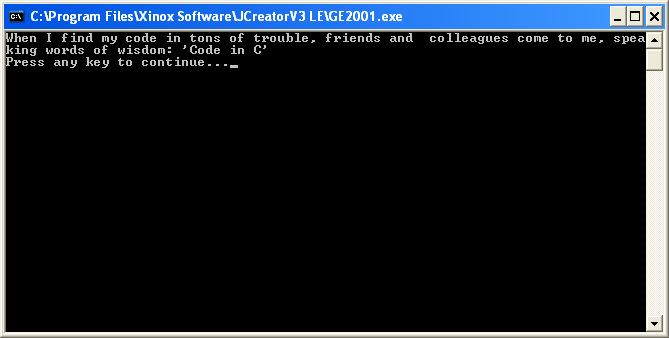 C:\Program Files\Xinox Software\JCreatorV3 LE\GE2001.exe
When I find my code in tons of trouble, friends and  colleagues come to me, spea
king words of wisdom: 'Code in C'
Press any key to continue..._